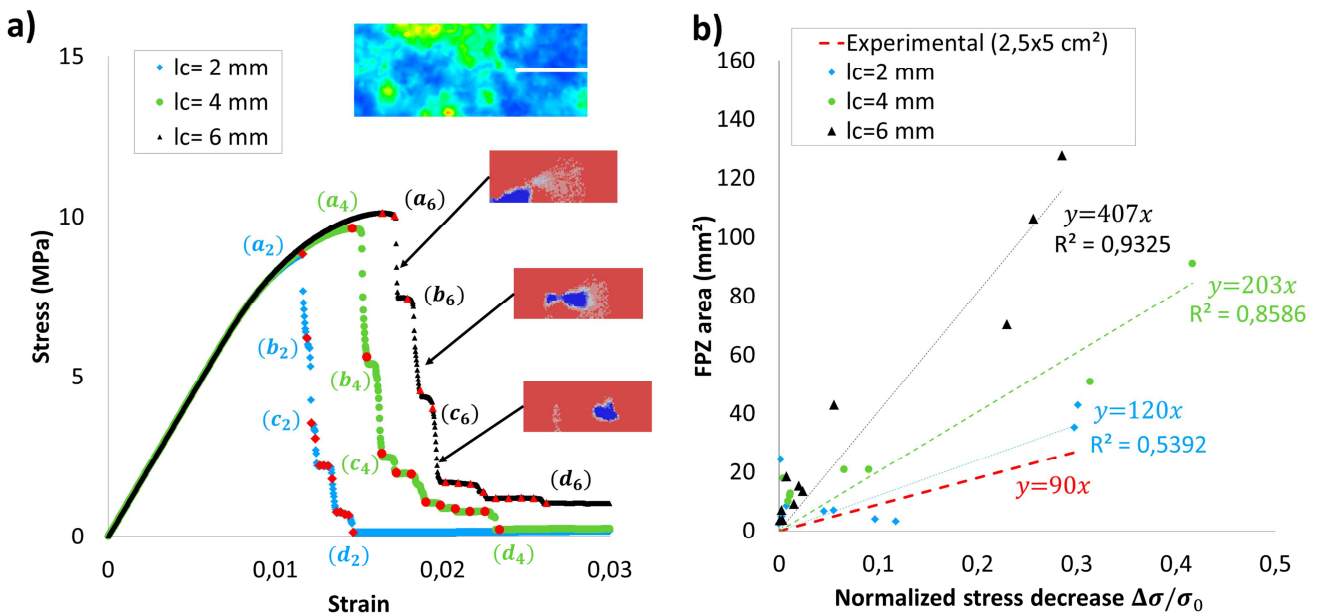 a)
15
10
5
0
Stress (MPa)
lc= 2 mm
lc= 4 mm
lc= 6 mm
(a₂)
(a₄)
(a₆)
(b₂)
(b₄)
(b₆)
(c₂)
(c₄)
(c₆)
(d₂)
(d₄)
(d₆)
0
0,01
0,02
0,03
Strain
b)
160
140
120
100
80
60
40
20
0
FPZ area (mm²)
Experimental (2,5x5 cm²)
lc=2 mm
lc=4 mm
lc=6 mm
y=407x
R² = 0,9325
y=203x
R² = 0,8586
y=120x
R² = 0,5392
y=90x
0
0,1
0,2
0,3
0,4
0,5
Normalized stress decrease Δσ/σ₀